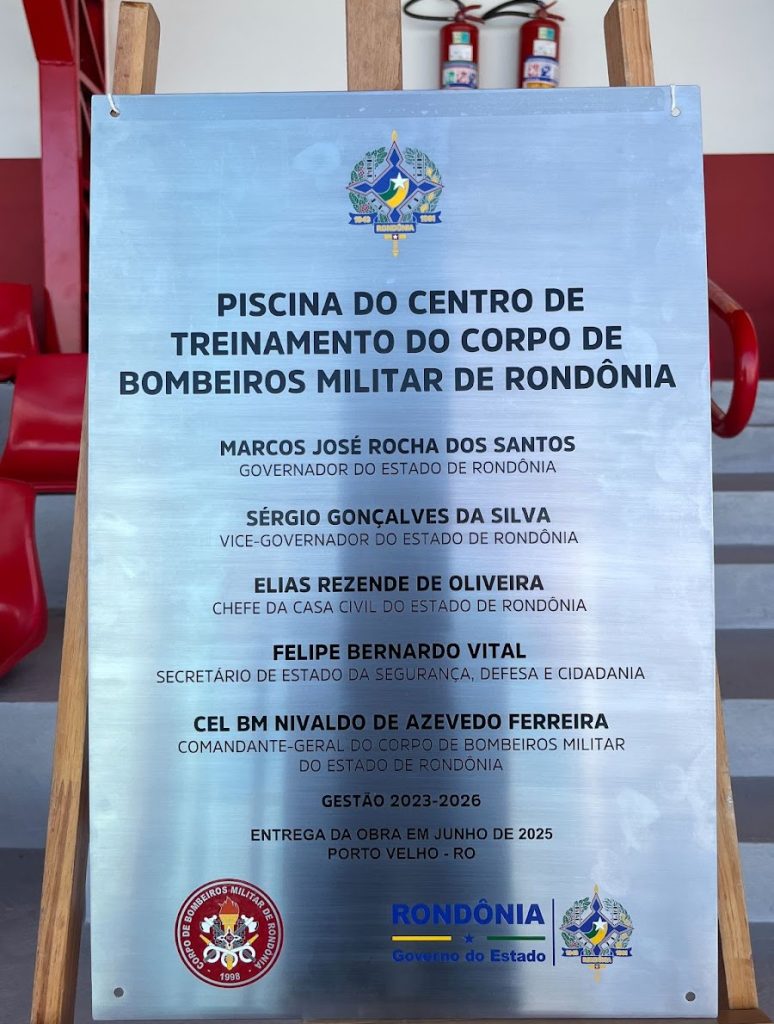 1943 1981
RONDÔNIA
PISCINA DO CENTRO DE
TREINAMENTO DO CORPO DE
BOMBEIROS MILITAR DE RONDÔNIA
MARCOS JOSÉ ROCHA DOS SANTOS
GOVERNADOR DO ESTADO DE RONDÔNIA
SÉRGIO GONÇALVES DA SILVA
VICE-GOVERNADOR DO ESTADO DE RONDÔNIA
ELIAS REZENDE DE OLIVEIRA
CHEFE DA CASA CIVIL DO ESTADO DE RONDÔNIA
FELIPE BERNARDO VITAL
SECRETÁRIO DE ESTADO DA SEGURANÇA, DEFESA E CIDADANIA
CEL BM NIVALDO DE AZEVEDO FERREIRA
COMANDANTE-GERAL DO CORPO DE BOMBEIROS MILITAR
DO ESTADO DE RONDÔNIA
GESTÃO 2023-2026
ENTREGA DA OBRA EM JUNHO DE 2025
PORTO VELHO - RO
CORPO DE BOMBEIROS MILITAR DE RONDONIA
1998
RONDÔNIA
Governo do Estado